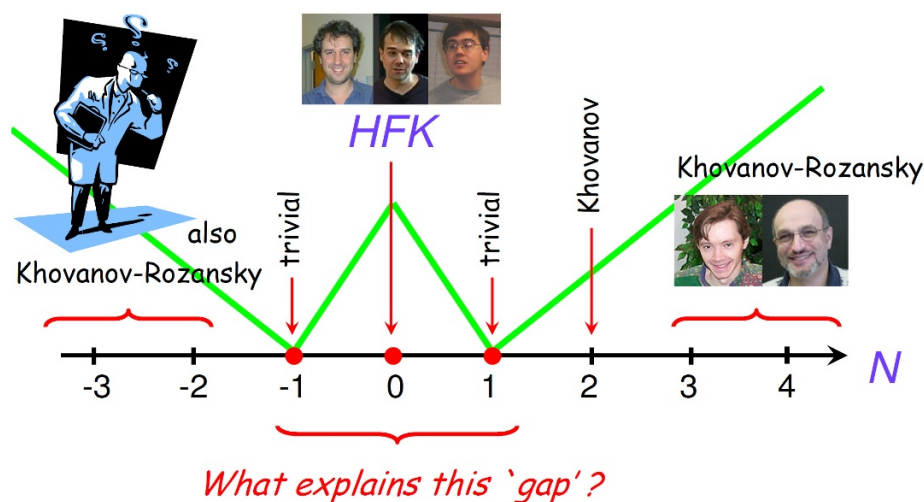 HFK
Khovanov-Rozansky
also
Khovanov-Rozansky
trivial
trivial
Khovanov
-3 -2 -1 0 1 2 3 4
N
What explains this `gap' ?